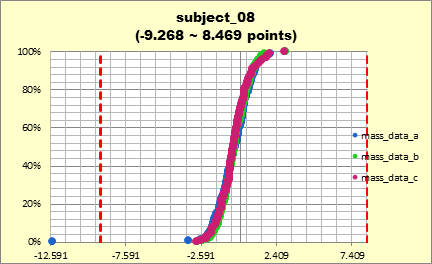 subject_08
(-9.268 ~ 8.469 points)
100%
80%
60%
40%
20%
0%
mass_data_a
mass_data_b
mass_data_c
-12.591
-7.591
-2.591
2.409
7.409